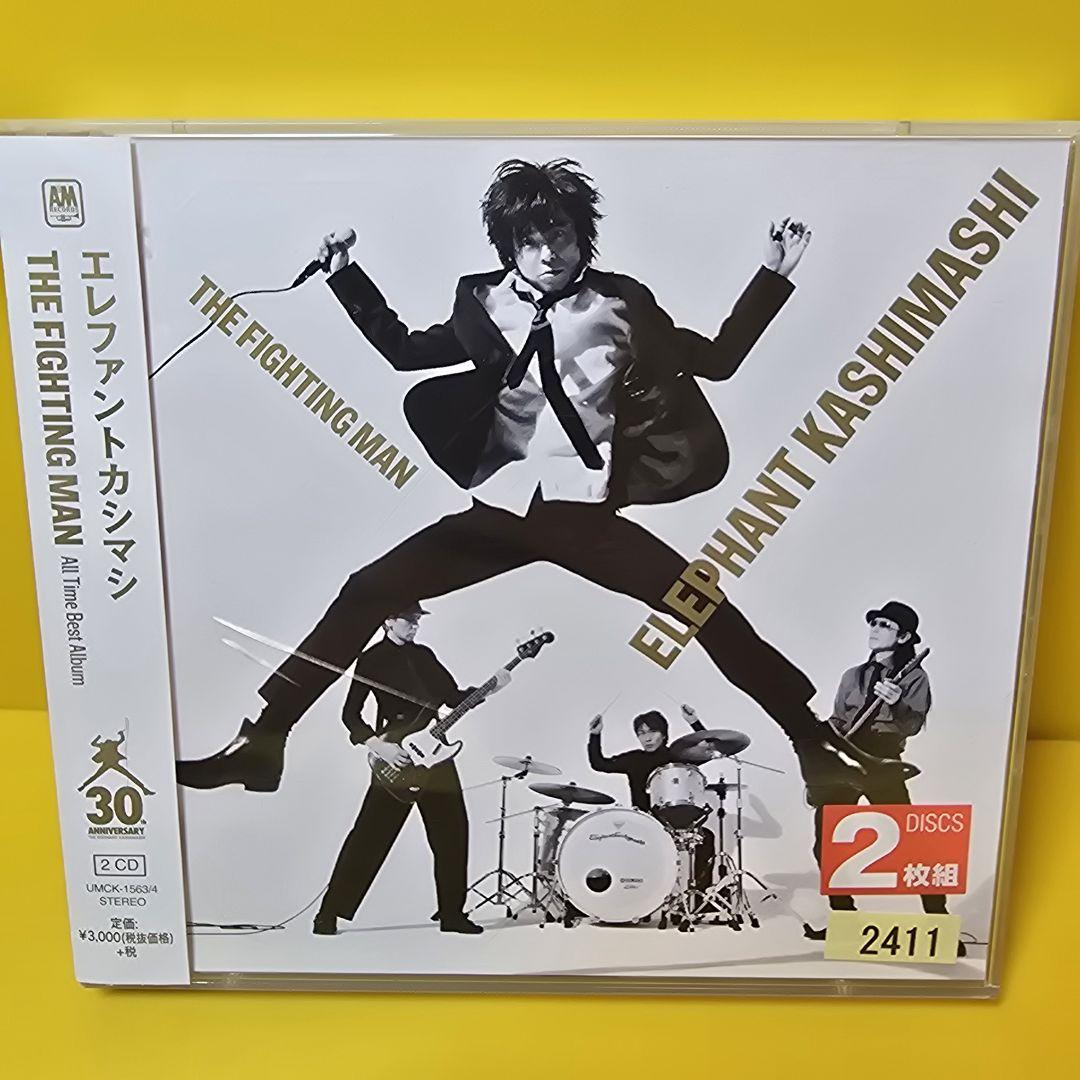 A&M
RECORDS
エレファントカシマシ
THE FIGHTING MAN
All Time Best Album
30th
ANNIVERSARY
2 CD
UMCK-1563/4
STEREO
定価:
¥3,000(税抜価格)
+税
THE FIGHTING MAN
ELEPHANT KASHIMASHI
2 DISCS
枚組
2411